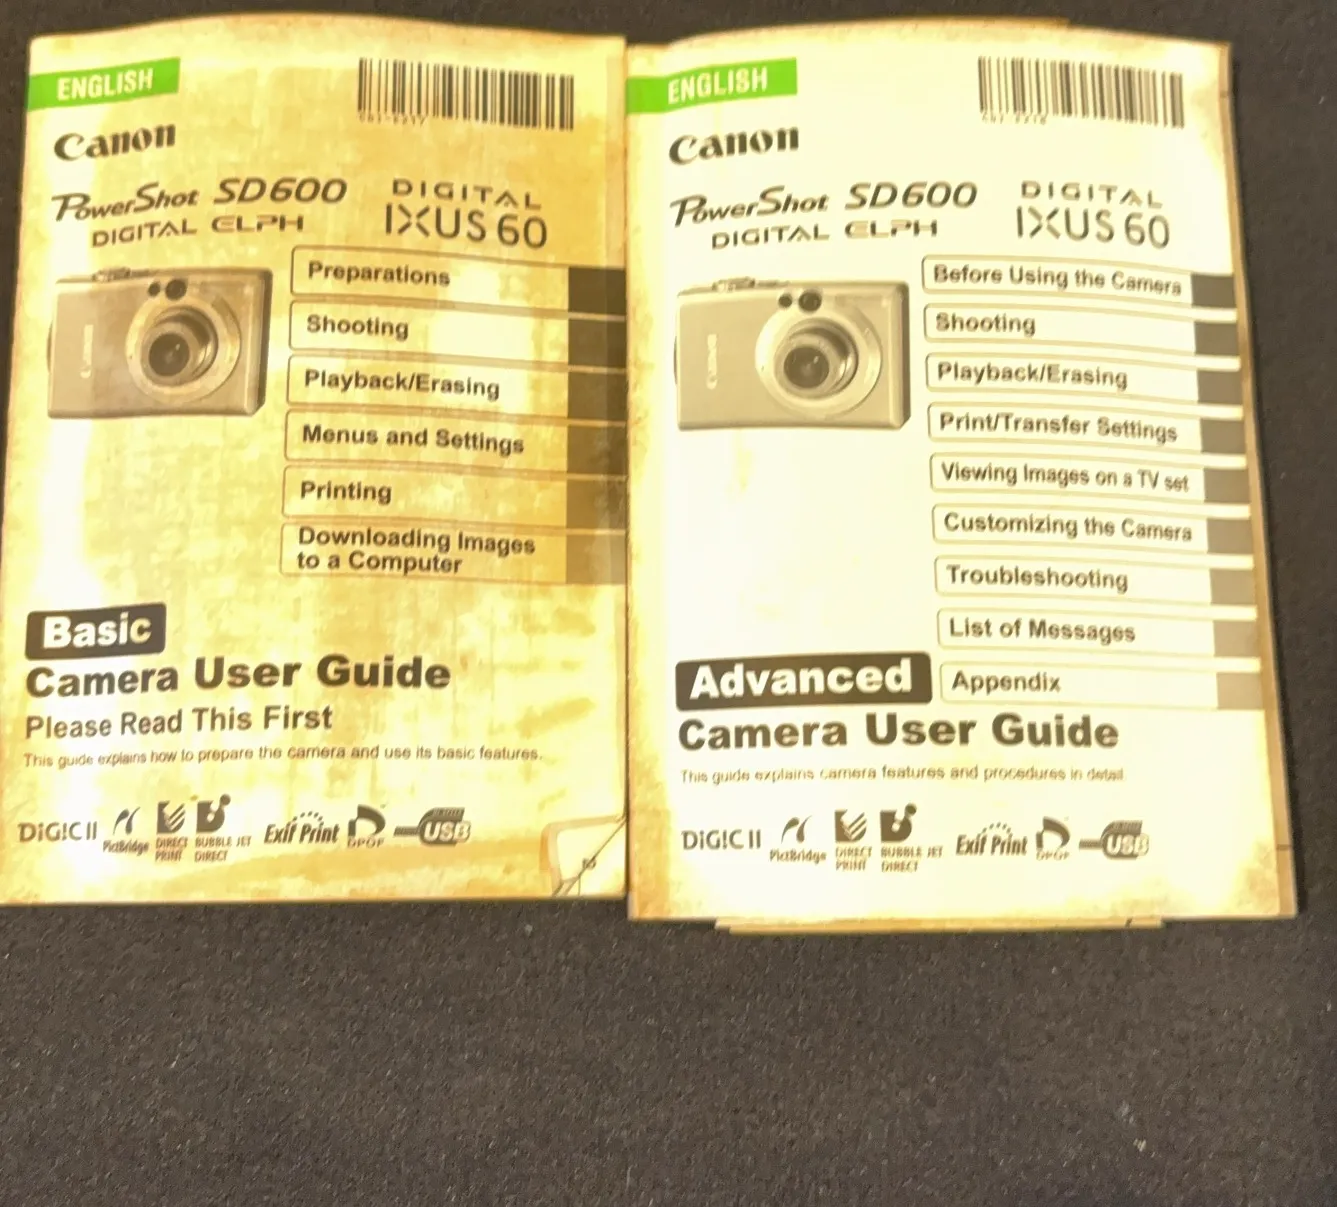 ENGLISH
Canon
PowerShot SD600
DIGITAL ELPH
DIGITAL
IXUS 60
Canon
Preparations
Shooting
Playback/Erasing
Menus and Settings
Printing
Downloading Images
to a Computer
Basic
Camera User Guide
Please Read This First
This guide explains how to prepare the camera and use its basic features.
DiG!C II
PictBridge
DIRECT
PRINT
BUBBLE JET
DIRECT
Exif Print
DPOF
USB
ENGLISH
Canon
PowerShot SD600
DIGITAL ELPH
DIGITAL
IXUS 60
Canon
Before Using the Camera
Shooting
Playback/Erasing
Print/Transfer Settings
Viewing Images on a TV set
Customizing the Camera
Troubleshooting
List of Messages
Appendix
Advanced
Camera User Guide
This guide explains camera features and procedures in detail
DiG!C II
PictBridge
DIRECT
PRINT
BUBBLE JET
DIRECT
Exif Print
DPOF
USB